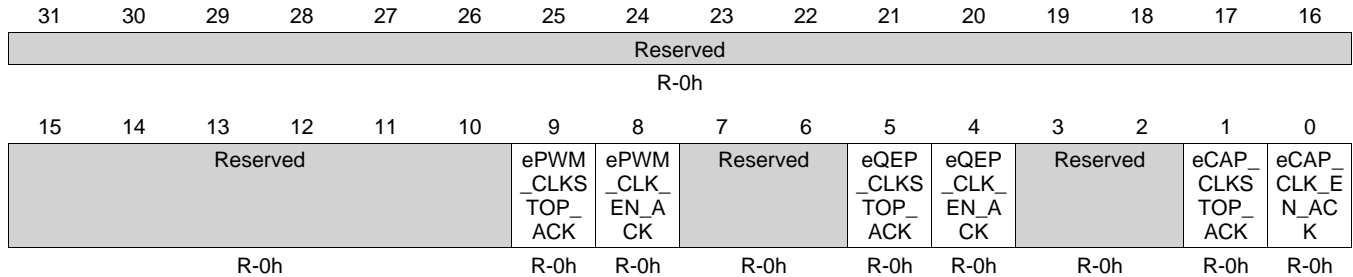 31 30 29 28 27 26 25 24 23 22 21 20 19 18 17 16
Reserved
R-0h
15 14 13 12 11 10 9 8 7 6 5 4 3 2 1 0
Reserved ePWM ePWM Reserved eQEP eQEP Reserved eCAP_ eCAP_
_CLKS _CLK_ _CLKS _CLK_ CLKS CLK_E
TOP_ EN_A TOP_ EN_A TOP_ N_AC
ACK CK ACK CK ACK K
R-0h R-0h R-0h R-0h R-0h R-0h R-0h R-0h R-0h